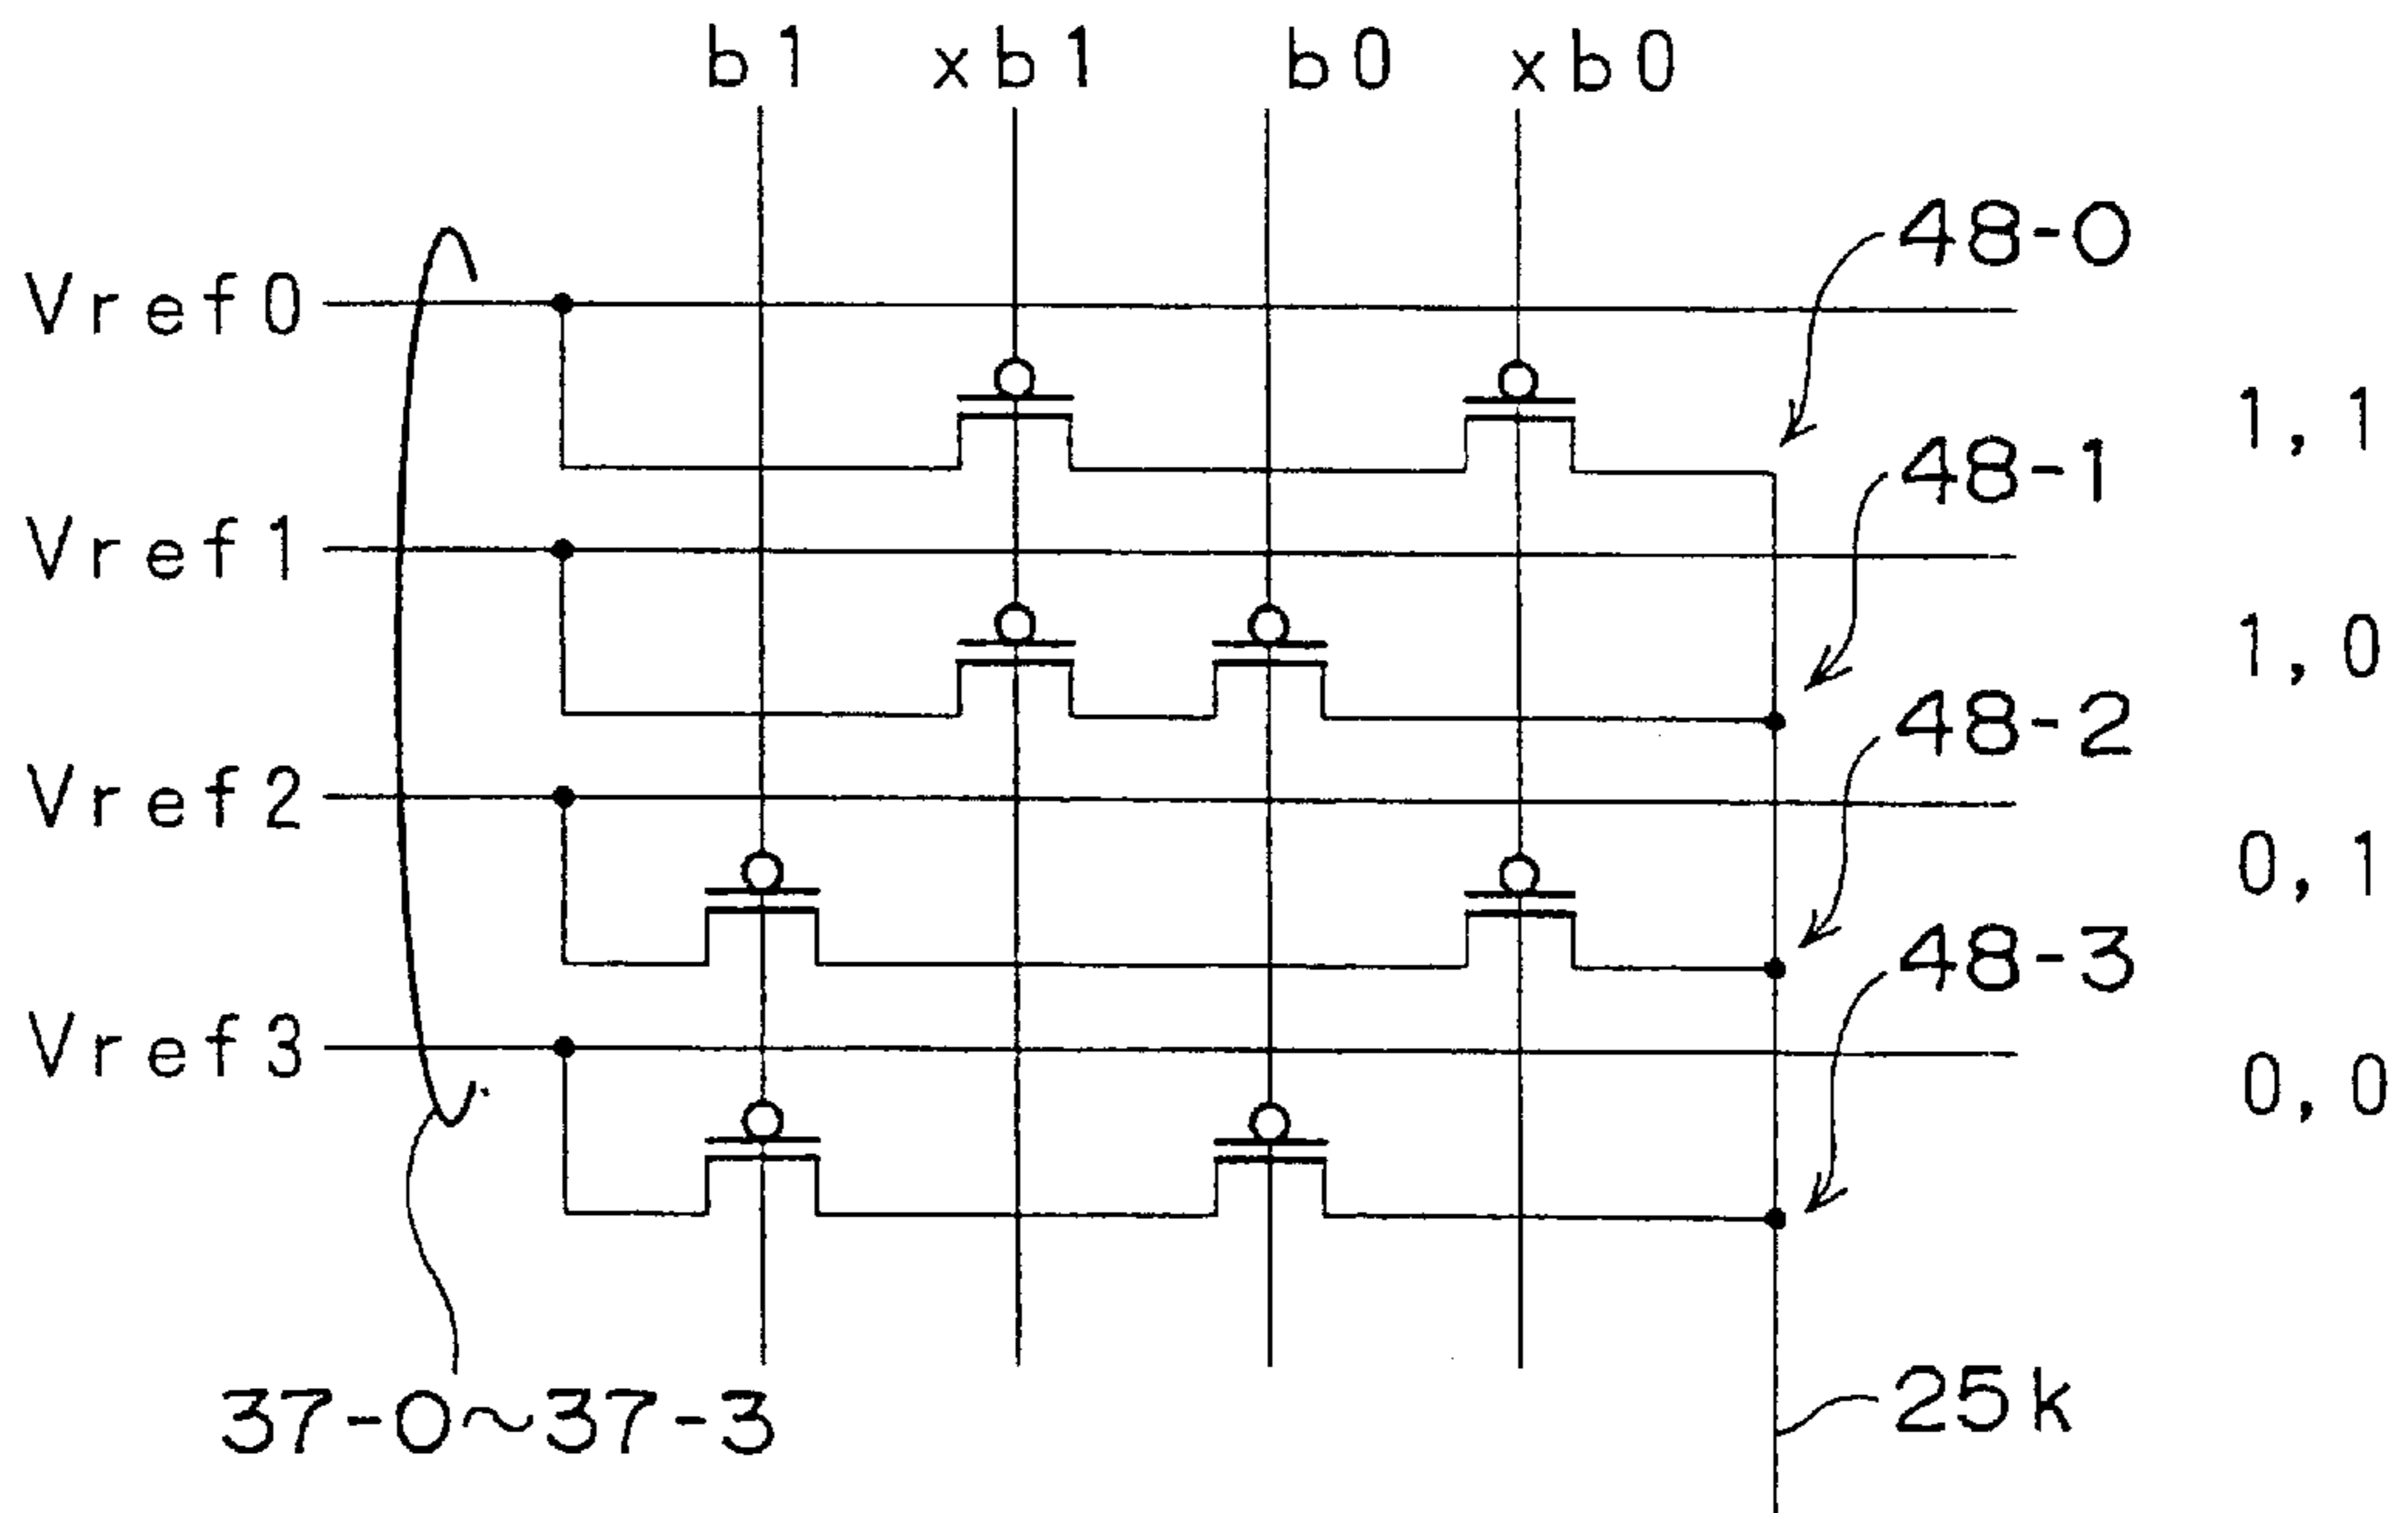 b1 xb1 b0 xb0
48-0
Vref0
1,1
48-1
Vref1
1,0
48-2
Vref2
0,1
48-3
Vref3
0,0
37-0~37-3
25k